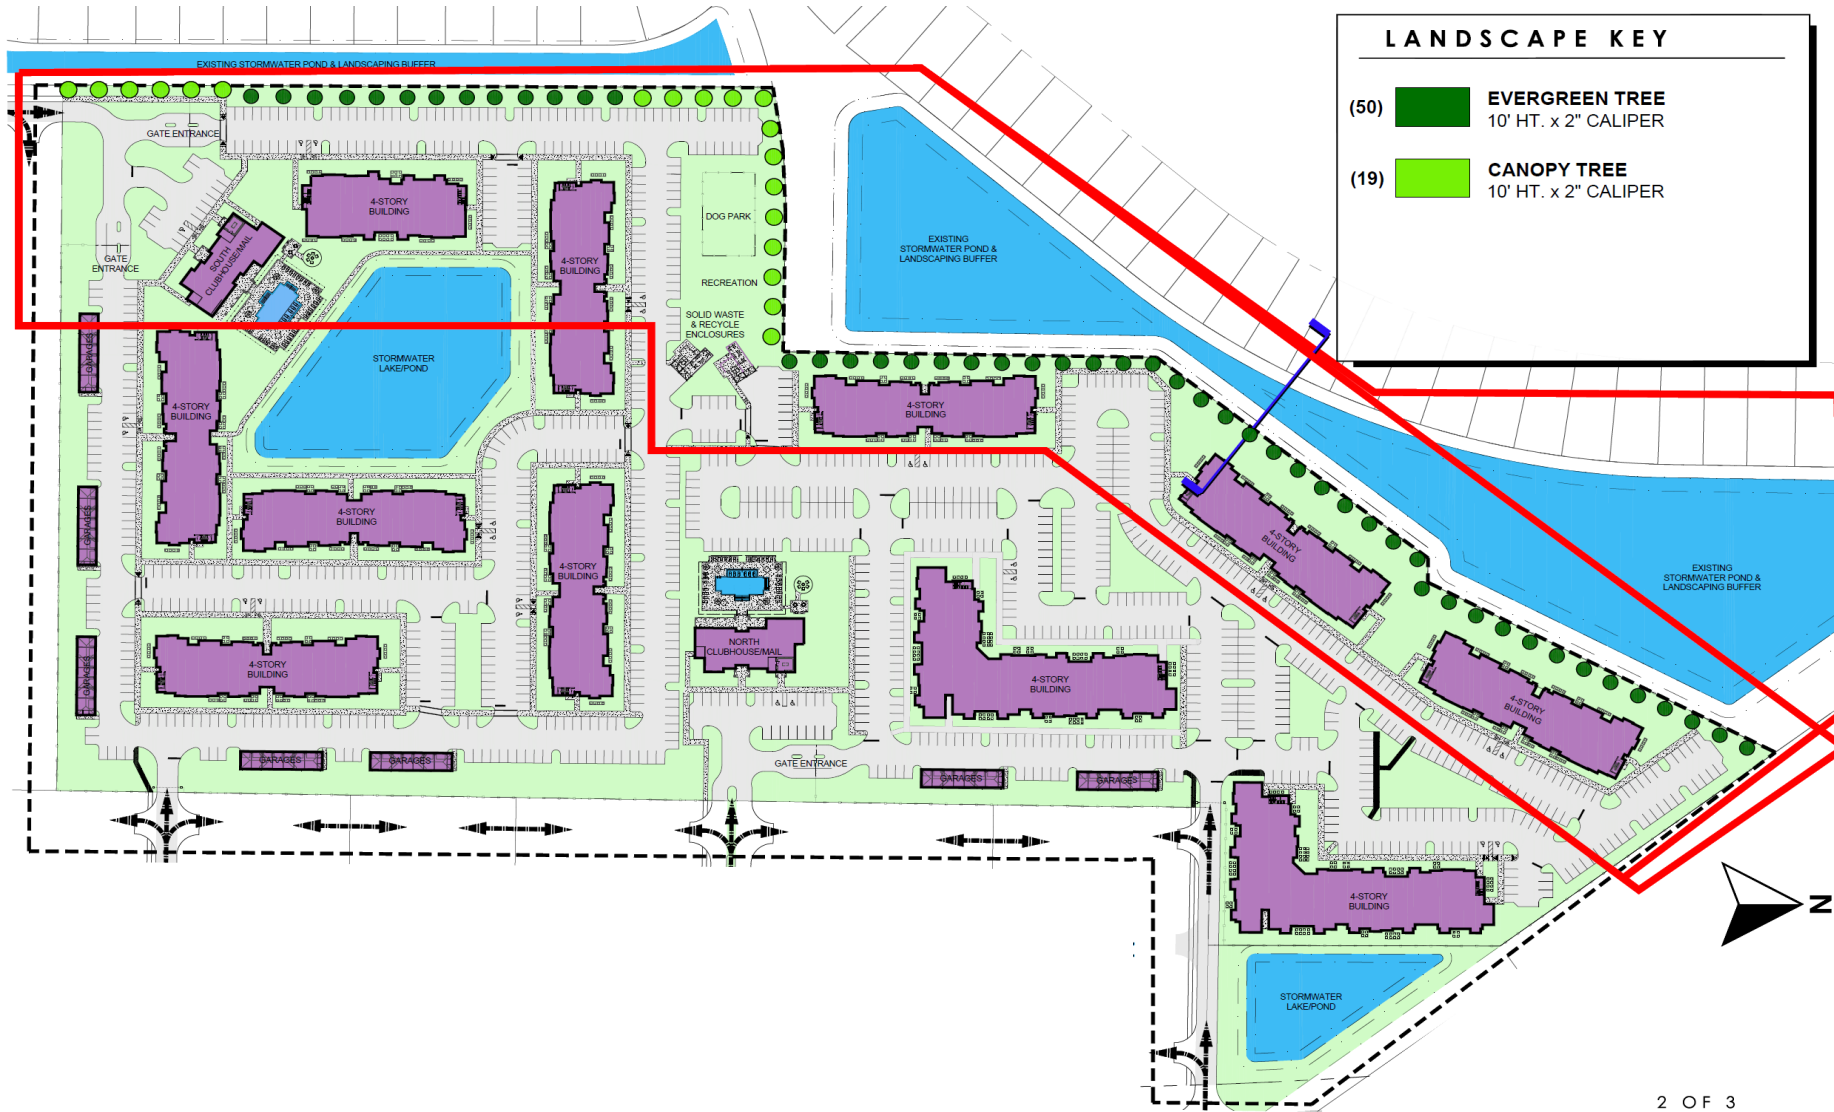 LANDSCAPE KEY
(50)
EVERGREEN TREE
10' HT. x 2" CALIPER
(19)
CANOPY TREE
10' HT. x 2" CALIPER
EXISTING STORMWATER POND & LANDSCAPING BUFFER
GATE ENTRANCE
4-STORY
BUILDING
DOG PARK
SOUTH
CLUBHOUSE/MAIL
GATE
ENTRANCE
4-STORY
BUILDING
EXISTING
STORMWATER POND &
LANDSCAPING BUFFER
RECREATION
SOLID WASTE
& RECYCLE
ENCLOSURES
GARAGES
STORMWATER
LAKE/POND
4-STORY
BUILDING
4-STORY
BUILDING
GARAGES
4-STORY
BUILDING
4-STORY
BUILDING
4-STORY
BUILDING
EXISTING
STORMWATER POND &
LANDSCAPING BUFFER
GARAGES
4-STORY
BUILDING
NORTH
CLUBHOUSE/MAIL
4-STORY
BUILDING
4-STORY
BUILDING
GARAGES
GARAGES
GATE ENTRANCE
GARAGES
GARAGES
4-STORY
BUILDING
N
STORMWATER
LAKE/POND
2 OF 3